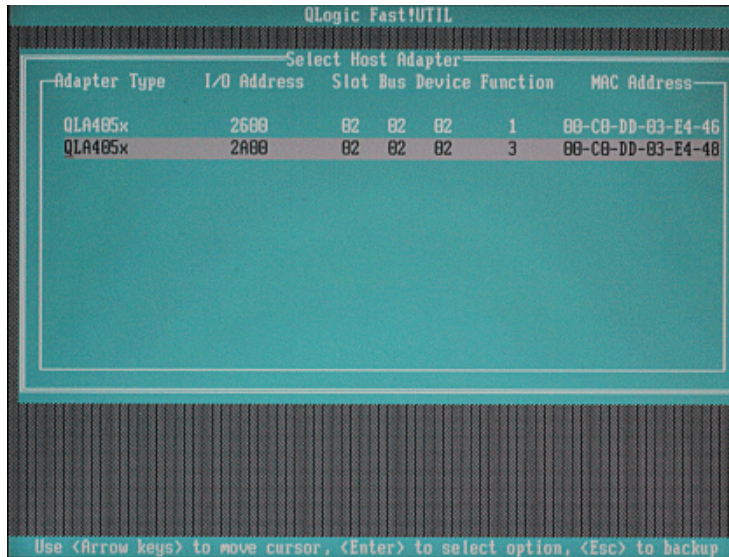 QLogic Fast!UTIL
Select Host Adapter
Adapter Type I/O Address Slot Bus Device Function MAC Address
QLA405x 2600 02 02 02 1 00-C0-DD-03-E4-46
QLA405x 2A00 02 02 02 3 00-C0-DD-03-E4-48
Use <Arrow keys> to move cursor, <Enter> to select option, <Esc> to backup